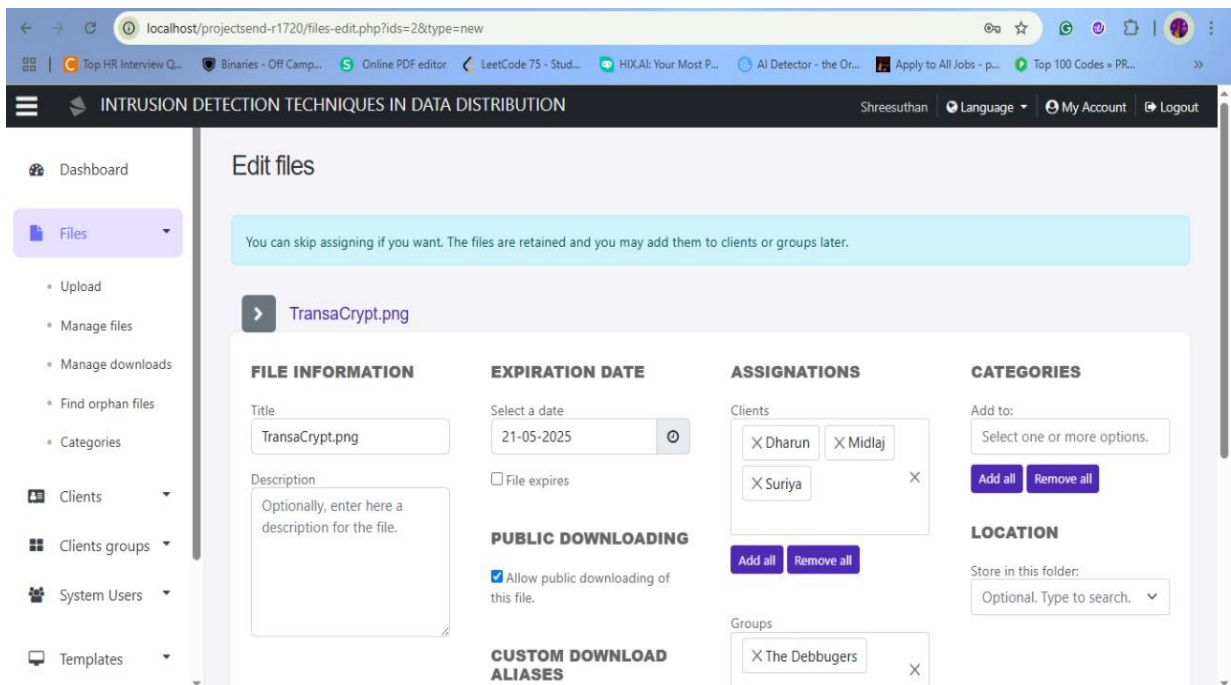 localhost/projectsend-r1720/files-edit.php?ids=2&type=new
Top HR Interview Q...
Binaries - Off Camp...
Online PDF editor
LeetCode 75 - Stud...
HIX.AI: Your Most P...
AI Detector - the Or...
Apply to All Jobs - p...
Top 100 Codes » PR...
INTRUSION DETECTION TECHNIQUES IN DATA DISTRIBUTION
Shreesuthan
Language
My Account
Logout
Dashboard
Files
Upload
Manage files
Manage downloads
Find orphan files
Categories
Clients
Clients groups
System Users
Templates
Edit files
You can skip assigning if you want. The files are retained and you may add them to clients or groups later.
TransaCrypt.png
FILE INFORMATION
Title
TransaCrypt.png
Description
Optionally, enter here a
description for the file.
EXPIRATION DATE
Select a date
21-05-2025
File expires
PUBLIC DOWNLOADING
Allow public downloading of
this file.
CUSTOM DOWNLOAD
ALIASES
ASSIGNATIONS
Clients
Dharun
Midlaj
Suriya
Add all
Remove all
Groups
The Debbugers
CATEGORIES
Add to:
Select one or more options.
Add all
Remove all
LOCATION
Store in this folder:
Optional. Type to search.